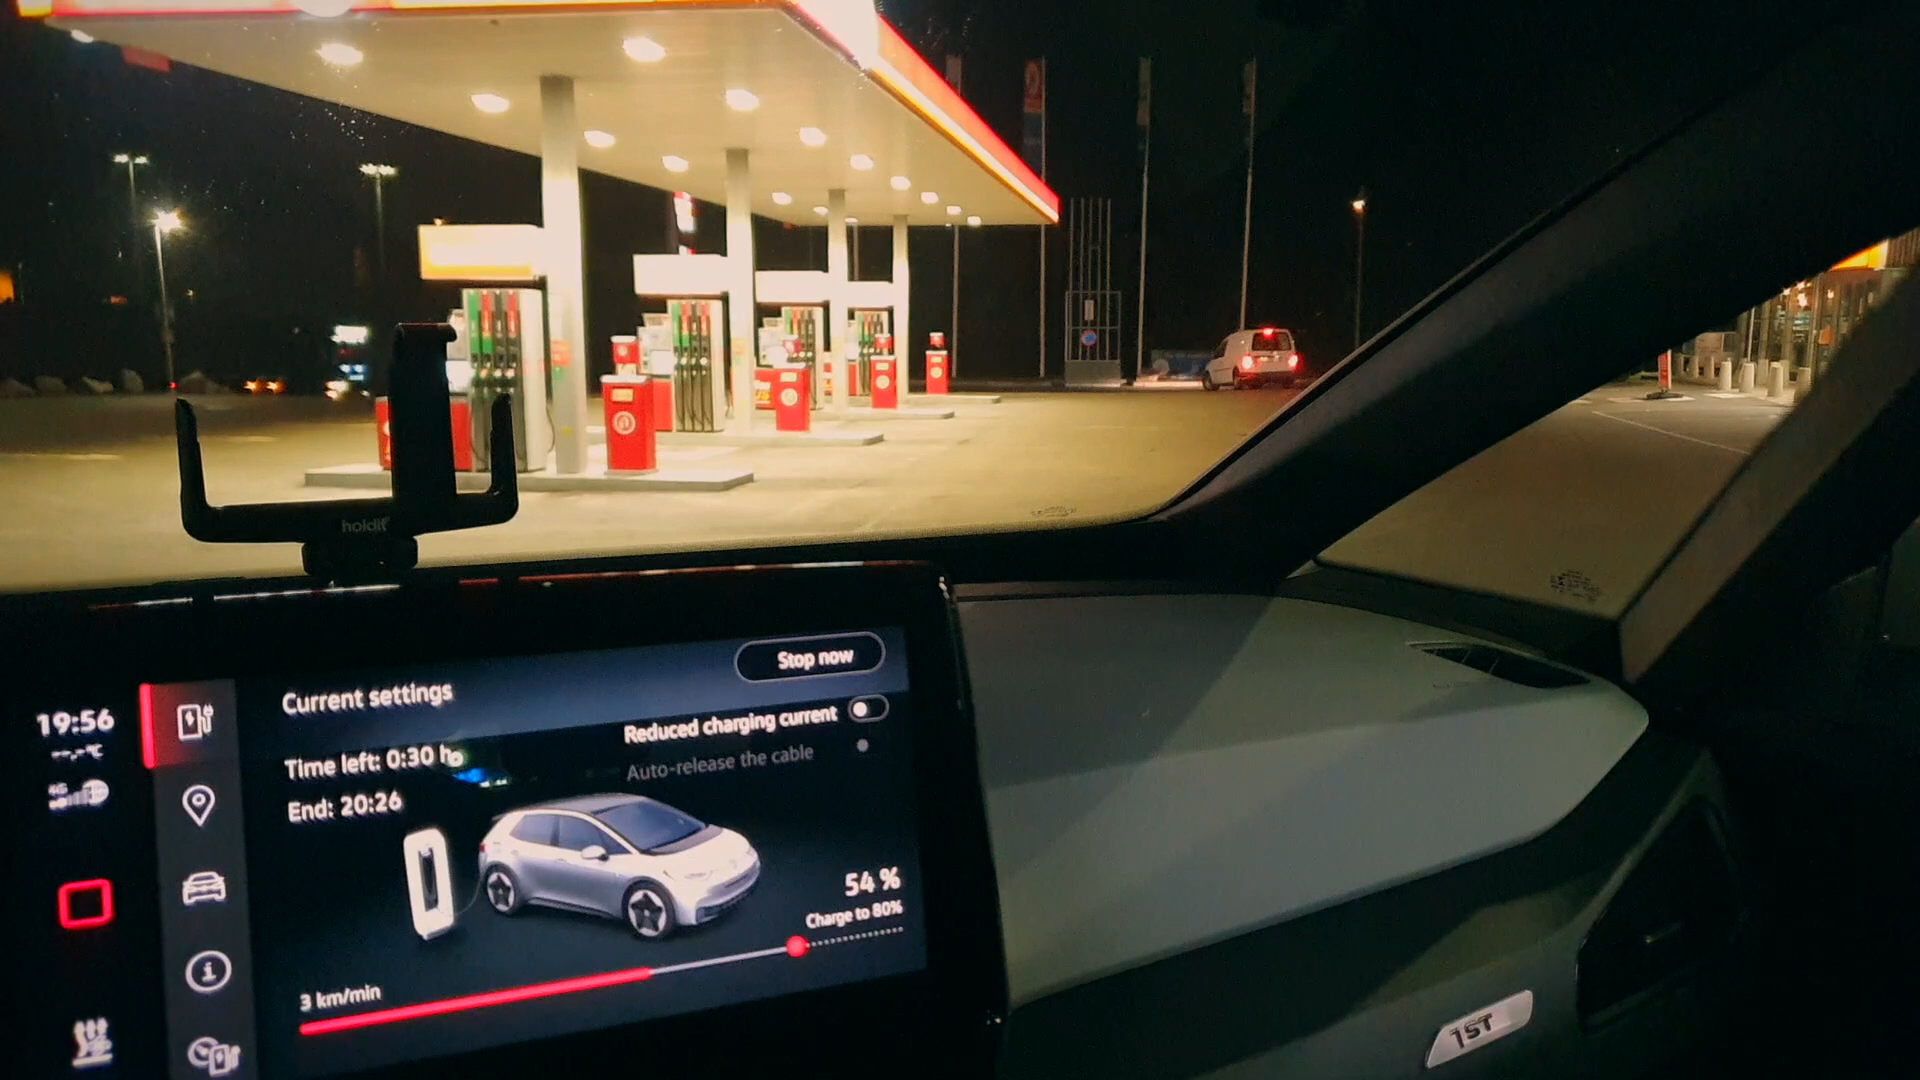 holdit
Stop now
Current settings
19:56
--,-°C
4G
Reduced charging current
Time left: 0:30 h
Auto-release the cable
End: 20:26
54 %
Charge to 80%
3 km/min
1ST